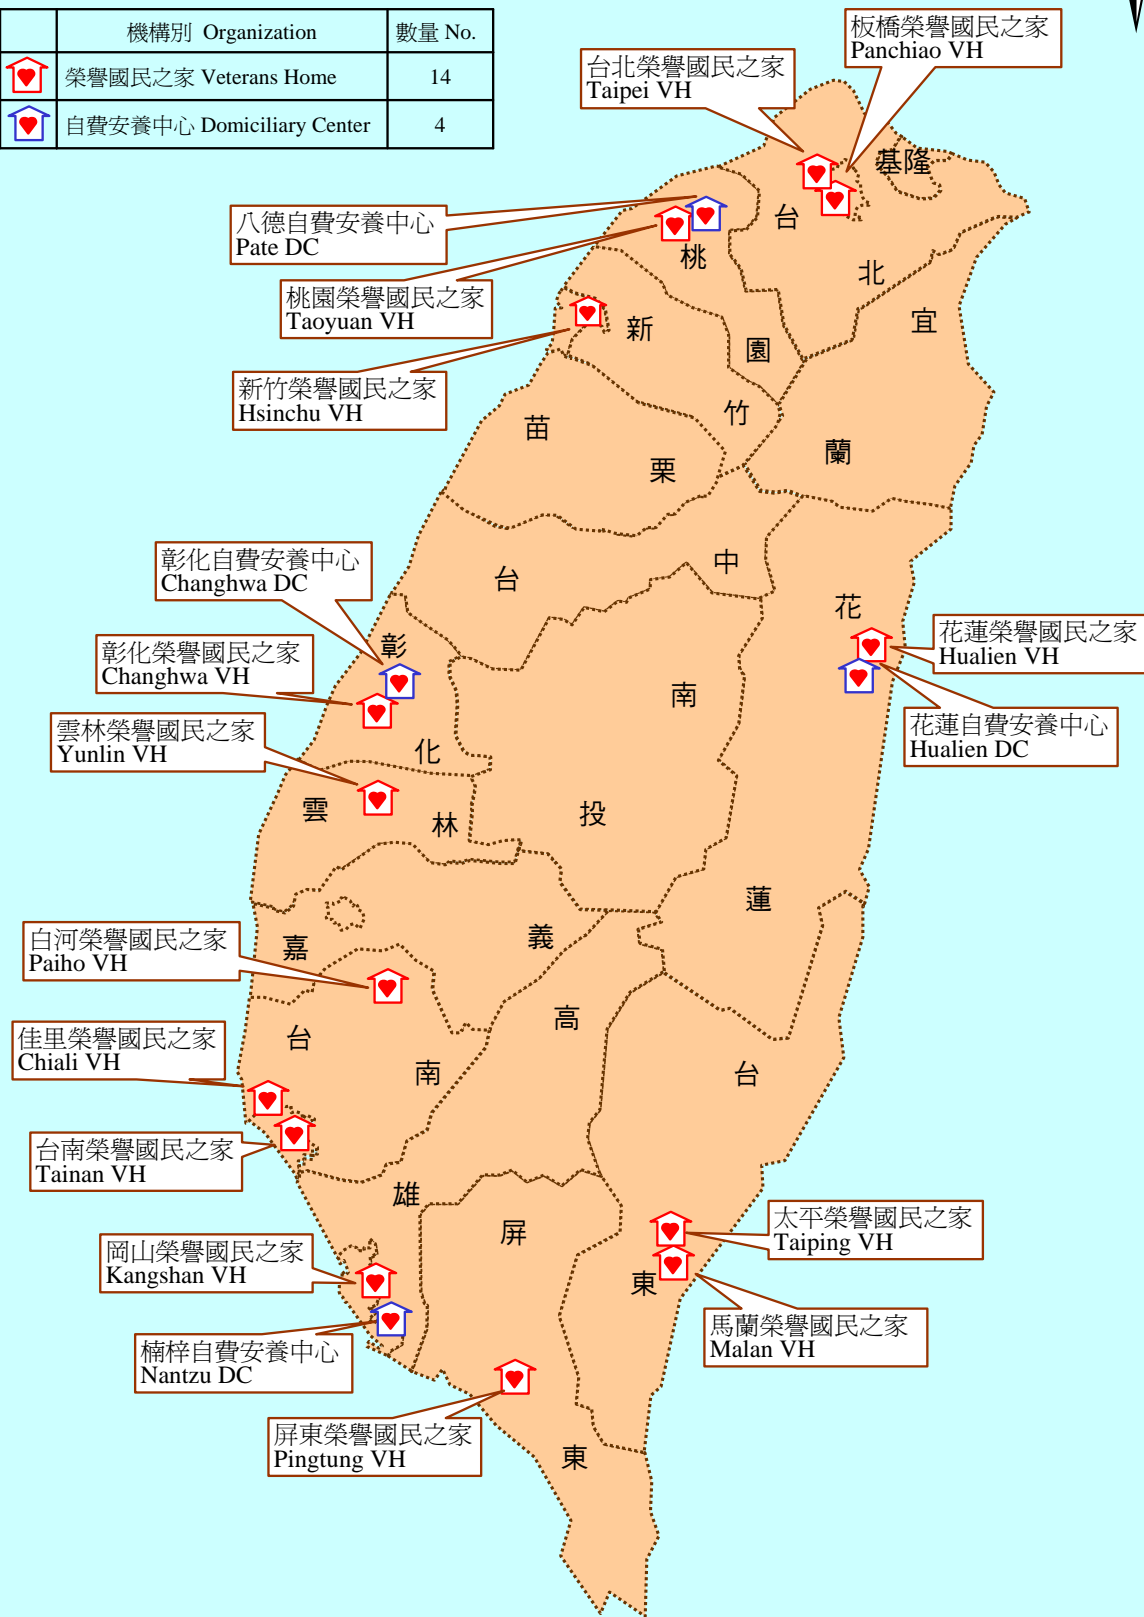 機構別 Organization 數量 No.
榮譽國民之家 Veterans Home 14
自費安養中心 Domiciliary Center 4
板橋榮譽國民之家
Panchiao VH
台北榮譽國民之家
Taipei VH
基隆
八德自費安養中心
Pate DC
台
北
桃
園
桃園榮譽國民之家
Taoyuan VH
宜
蘭
新
竹
新竹榮譽國民之家
Hsinchu VH
苗
栗
彰化自費安養中心
Changhwa DC
台
中
花
蓮
花蓮榮譽國民之家
Hualien VH
彰
化
彰化榮譽國民之家
Changhwa VH
南
投
花蓮自費安養中心
Hualien DC
雲林榮譽國民之家
Yunlin VH
雲
林
白河榮譽國民之家
Paiho VH
嘉
義
佳里榮譽國民之家
Chiali VH
台
南
高
雄
台
東
台南榮譽國民之家
Tainan VH
屏
東
太平榮譽國民之家
Taiping VH
岡山榮譽國民之家
Kangshan VH
馬蘭榮譽國民之家
Malan VH
楠梓自費安養中心
Nantzu DC
屏東榮譽國民之家
Pingtung VH